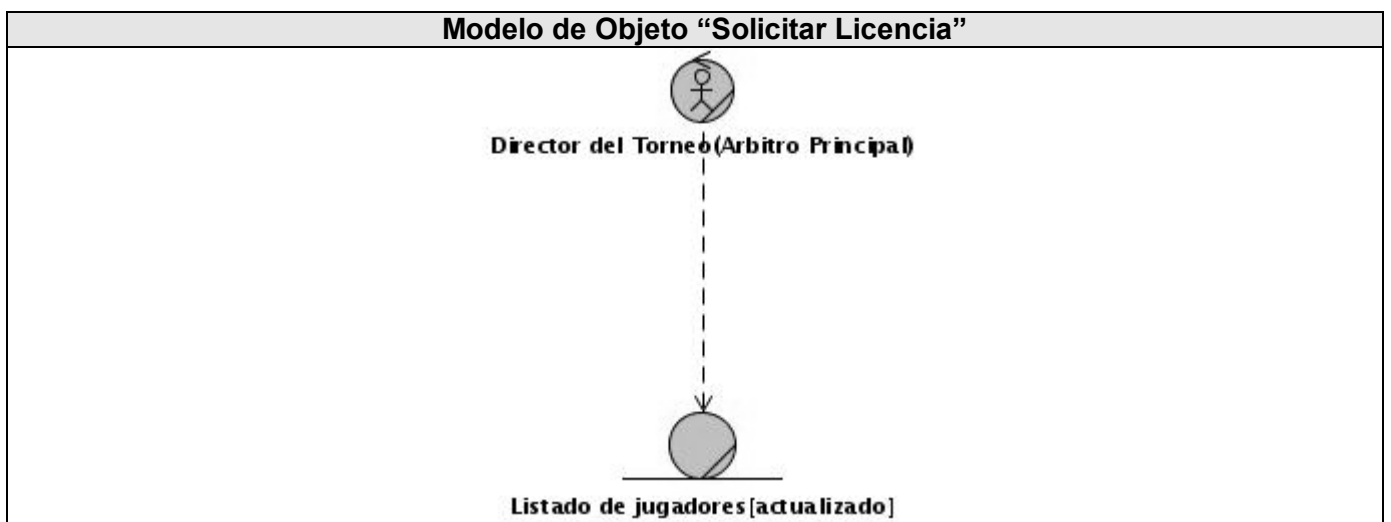 Modelo de Objeto “Solicitar Licencia”
Director del Torneo(Arbitro Principal)
Listado de jugadores[actualizado]